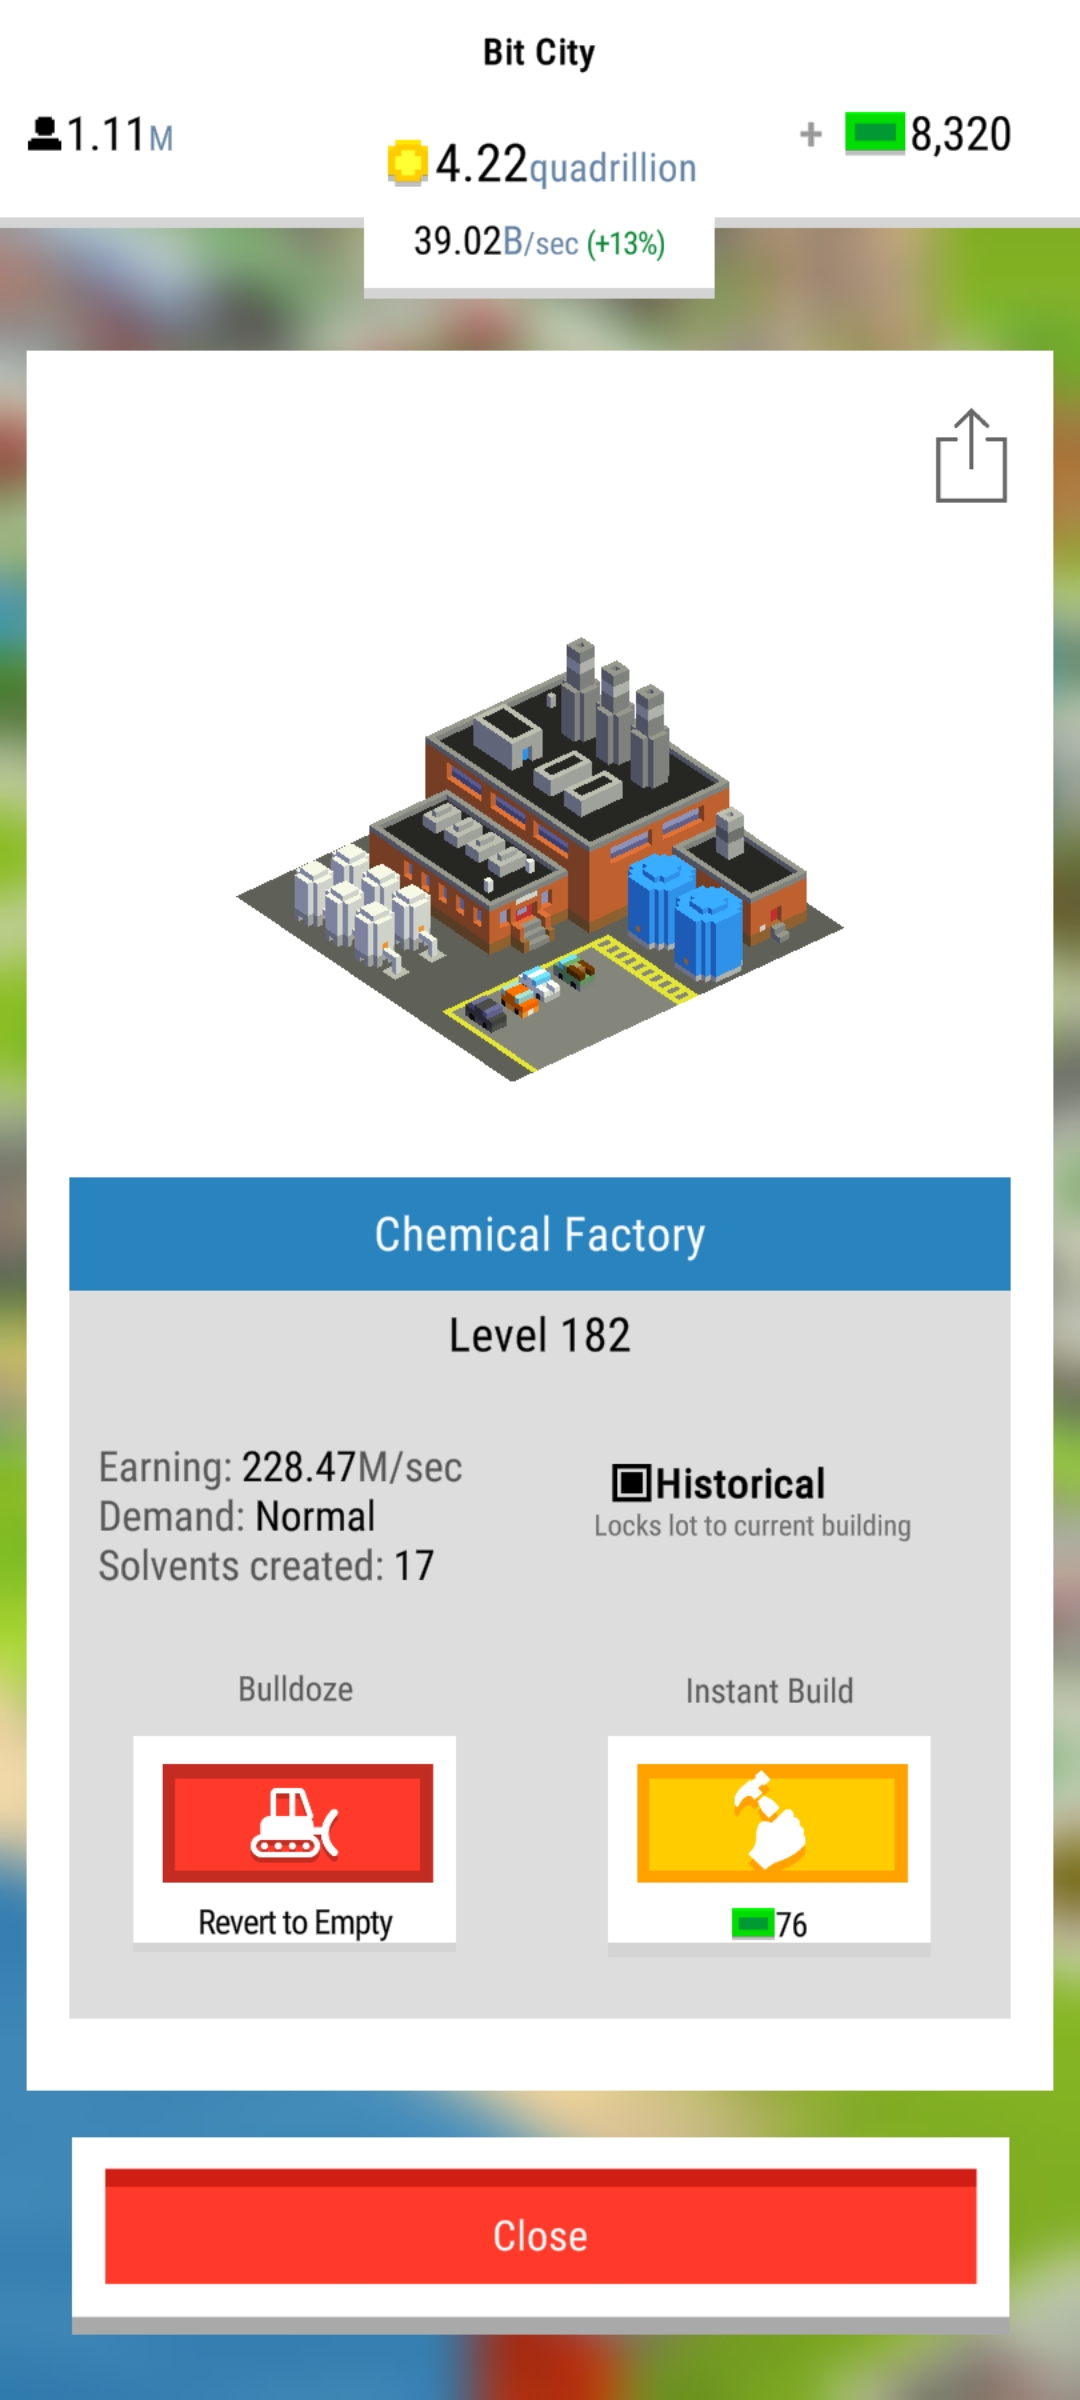 Bit City
1.11M
4.22quadrillion
+ 8,320
39.02B/sec (+13%)
Chemical Factory
Level 182
Earning: 228.47M/sec
Demand: Normal
Solvents created: 17
Historical
Locks lot to current building
Bulldoze
Instant Build
Revert to Empty
76
Close